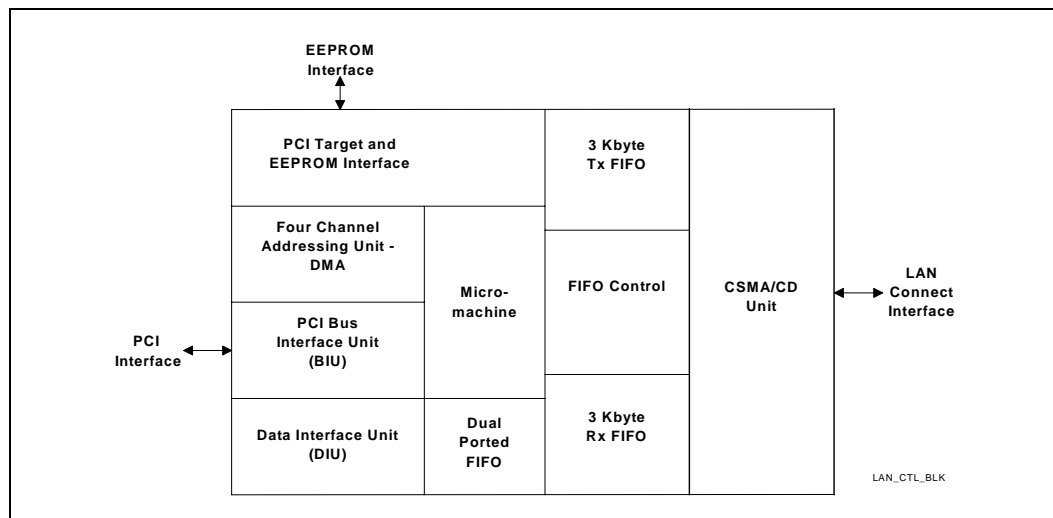 EEPROM
Interface
PCI Target and
EEPROM Interface
3 Kbyte
Tx FIFO
Four Channel
Addressing Unit -
DMA
Micro-
machine
FIFO Control
CSMA/CD
Unit
LAN
Connect
Interface
PCI
Interface
PCI Bus
Interface Unit
(BIU)
Data Interface Unit
(DIU)
Dual
Ported
FIFO
3 Kbyte
Rx FIFO
LAN_CTL_BLK